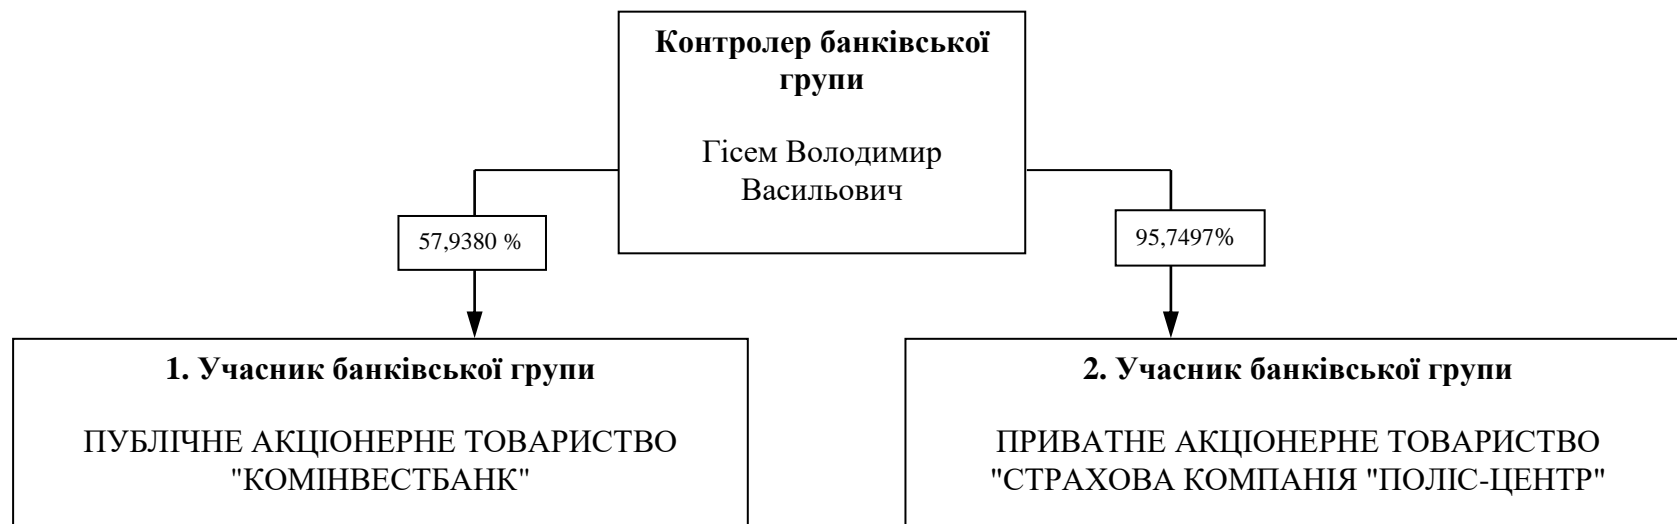 Контролер банківської
групи
Гісем Володимир
Васильович
57,9380 %
95,7497%
1. Учасник банківської групи
ПУБЛІЧНЕ АКЦІОНЕРНЕ ТОВАРИСТВО
"КОМІНВЕСТБАНК"
2. Учасник банківської групи
ПРИВАТНЕ АКЦІОНЕРНЕ ТОВАРИСТВО
"СТРАХОВА КОМПАНІЯ "ПОЛІС-ЦЕНТР"